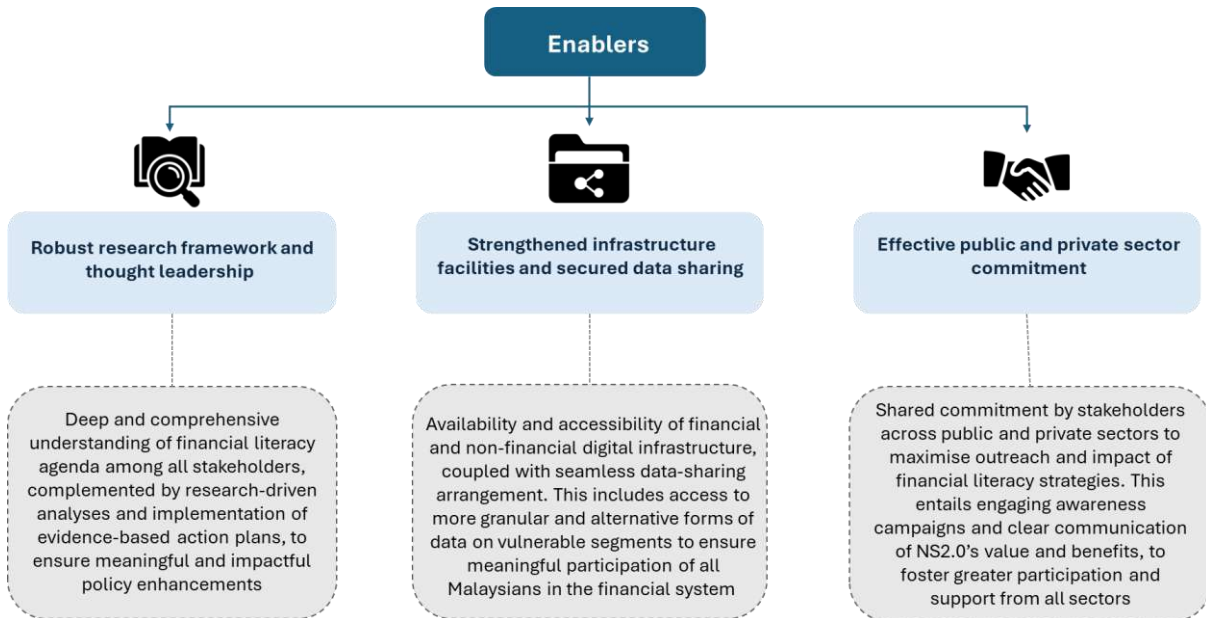 Enablers
Robust research framework and
thought leadership
Strengthened infrastructure
facilities and secured data sharing
Effective public and private sector
commitment
Deep and comprehensive
understanding of financial literacy
agenda among all stakeholders,
complemented by research-driven
analyses and implementation of
evidence-based action plans, to
ensure meaningful and impactful
policy enhancements
Availability and accessibility of financial
and non-financial digital infrastructure,
coupled with seamless data-sharing
arrangement. This includes access to
more granular and alternative forms of
data on vulnerable segments to ensure
meaningful participation of all
Malaysians in the financial system
Shared commitment by stakeholders
across public and private sectors to
maximise outreach and impact of
financial literacy strategies. This
entails engaging awareness
campaigns and clear communication
of NS2.0’s value and benefits, to
foster greater participation and
support from all sectors